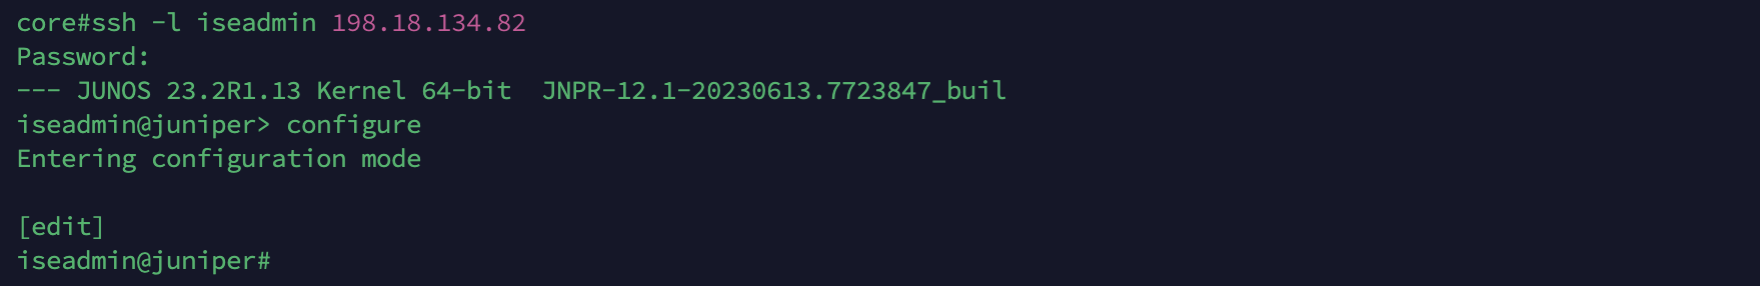 core#ssh -l iseadmin 198.18.134.82
Password:
--- JUNOS 23.2R1.13 Kernel 64-bit  JNPR-12.1-20230613.7723847_buil
iseadmin@juniper> configure
Entering configuration mode
[edit]
iseadmin@juniper#